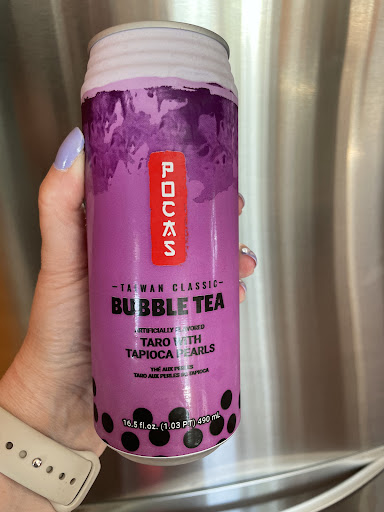 POCAS
–TAIWAN CLASSIC–
BUBBLE TEA
ARTIFICIALLY FLAVORED
TARO WITH
TAPIOCA PEARLS
THÉ AUX PERLES
TARO AUX PERLES DE TAPIOCA
16.5 fl.oz. (1.03 PT) 490 mL